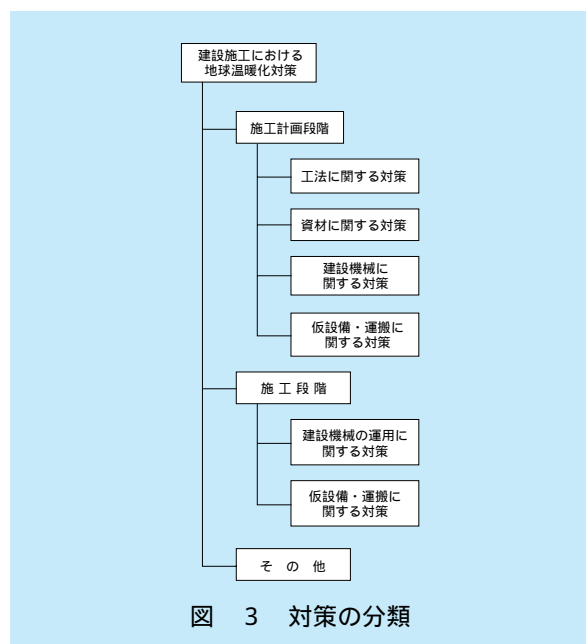 建設施工における
地球温暖化対策
施工計画段階
工法に関する対策
資材に関する対策
建設機械に
関する対策
仮設備・運搬に
関する対策
施 工 段 階
建設機械の運用に
関する対策
仮設備・運搬に
関する対策
そ の 他
図 3 対策の分類